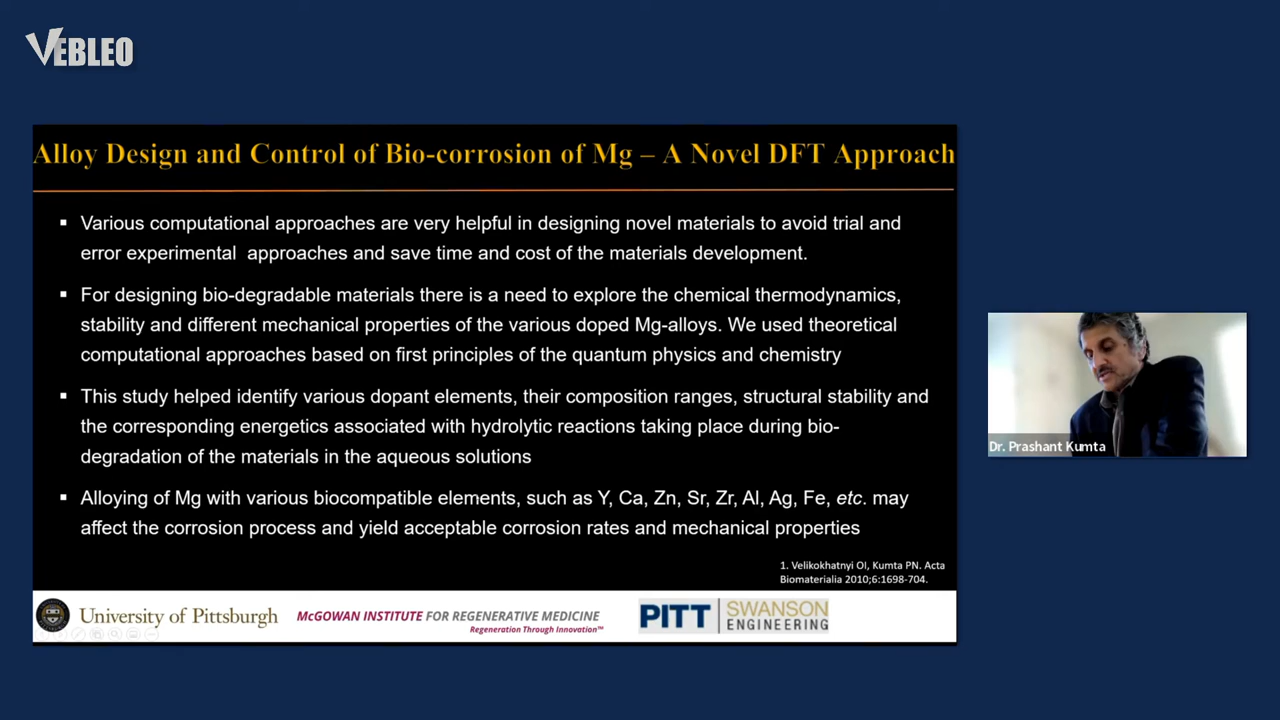 VEBLEO
Alloy Design and Control of Bio-corrosion of Mg – A Novel DFT Approach
▪ Various computational approaches are very helpful in designing novel materials to avoid trial and
error experimental approaches and save time and cost of the materials development.
▪ For designing bio-degradable materials there is a need to explore the chemical thermodynamics,
stability and different mechanical properties of the various doped Mg-alloys. We used theoretical
computational approaches based on first principles of the quantum physics and chemistry
▪ This study helped identify various dopant elements, their composition ranges, structural stability and
the corresponding energetics associated with hydrolytic reactions taking place during bio-
degradation of the materials in the aqueous solutions
▪ Alloying of Mg with various biocompatible elements, such as Y, Ca, Zn, Sr, Zr, Al, Ag, Fe, etc. may
affect the corrosion process and yield acceptable corrosion rates and mechanical properties
1. Velikokhatnyi OI, Kumta PN. Acta
Biomaterialia 2010;6:1698-704.
University of Pittsburgh
McGOWAN INSTITUTE FOR REGENERATIVE MEDICINE
Regeneration Through Innovation™
PITT SWANSON
ENGINEERING
Dr. Prashant Kumta